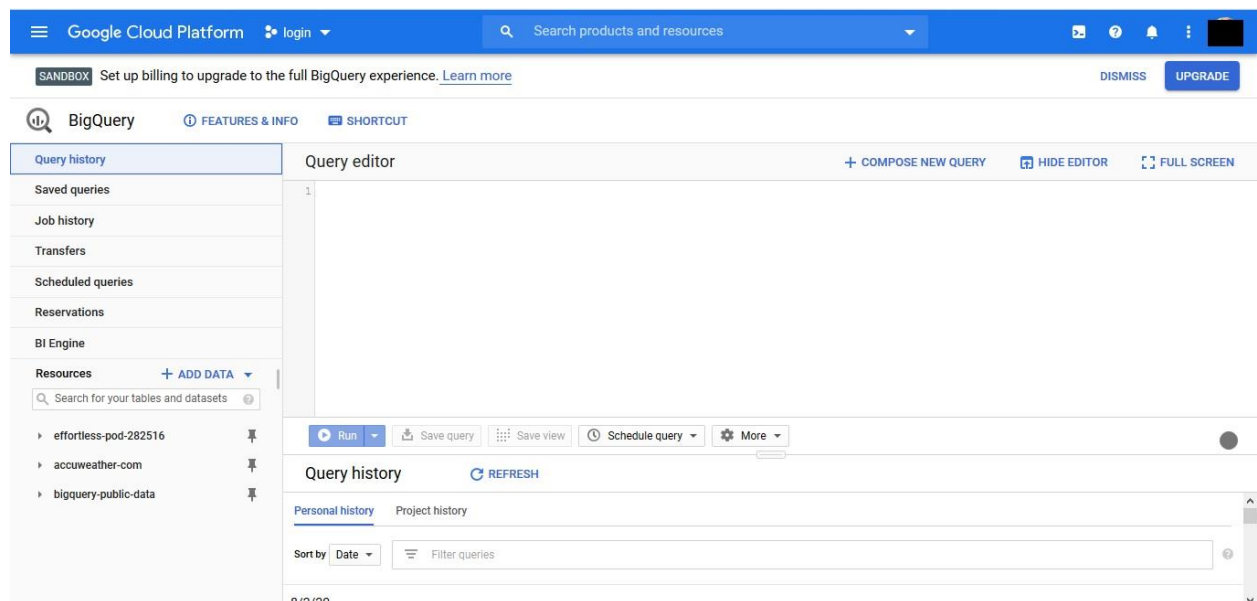 Google Cloud Platform login Search products and resources
SANDBOX Set up billing to upgrade to the full BigQuery experience. Learn more DISMISS UPGRADE
BigQuery FEATURES & INFO SHORTCUT
Query history
Saved queries
Job history
Transfers
Scheduled queries
Reservations
BI Engine
Resources + ADD DATA
Search for your tables and datasets
effortless-pod-282516
accuweather-com
bigquery-public-data
Query editor + COMPOSE NEW QUERY HIDE EDITOR FULL SCREEN
1
Run Save query Save view Schedule query More
Query history REFRESH
Personal history Project history
Sort by Date Filter queries